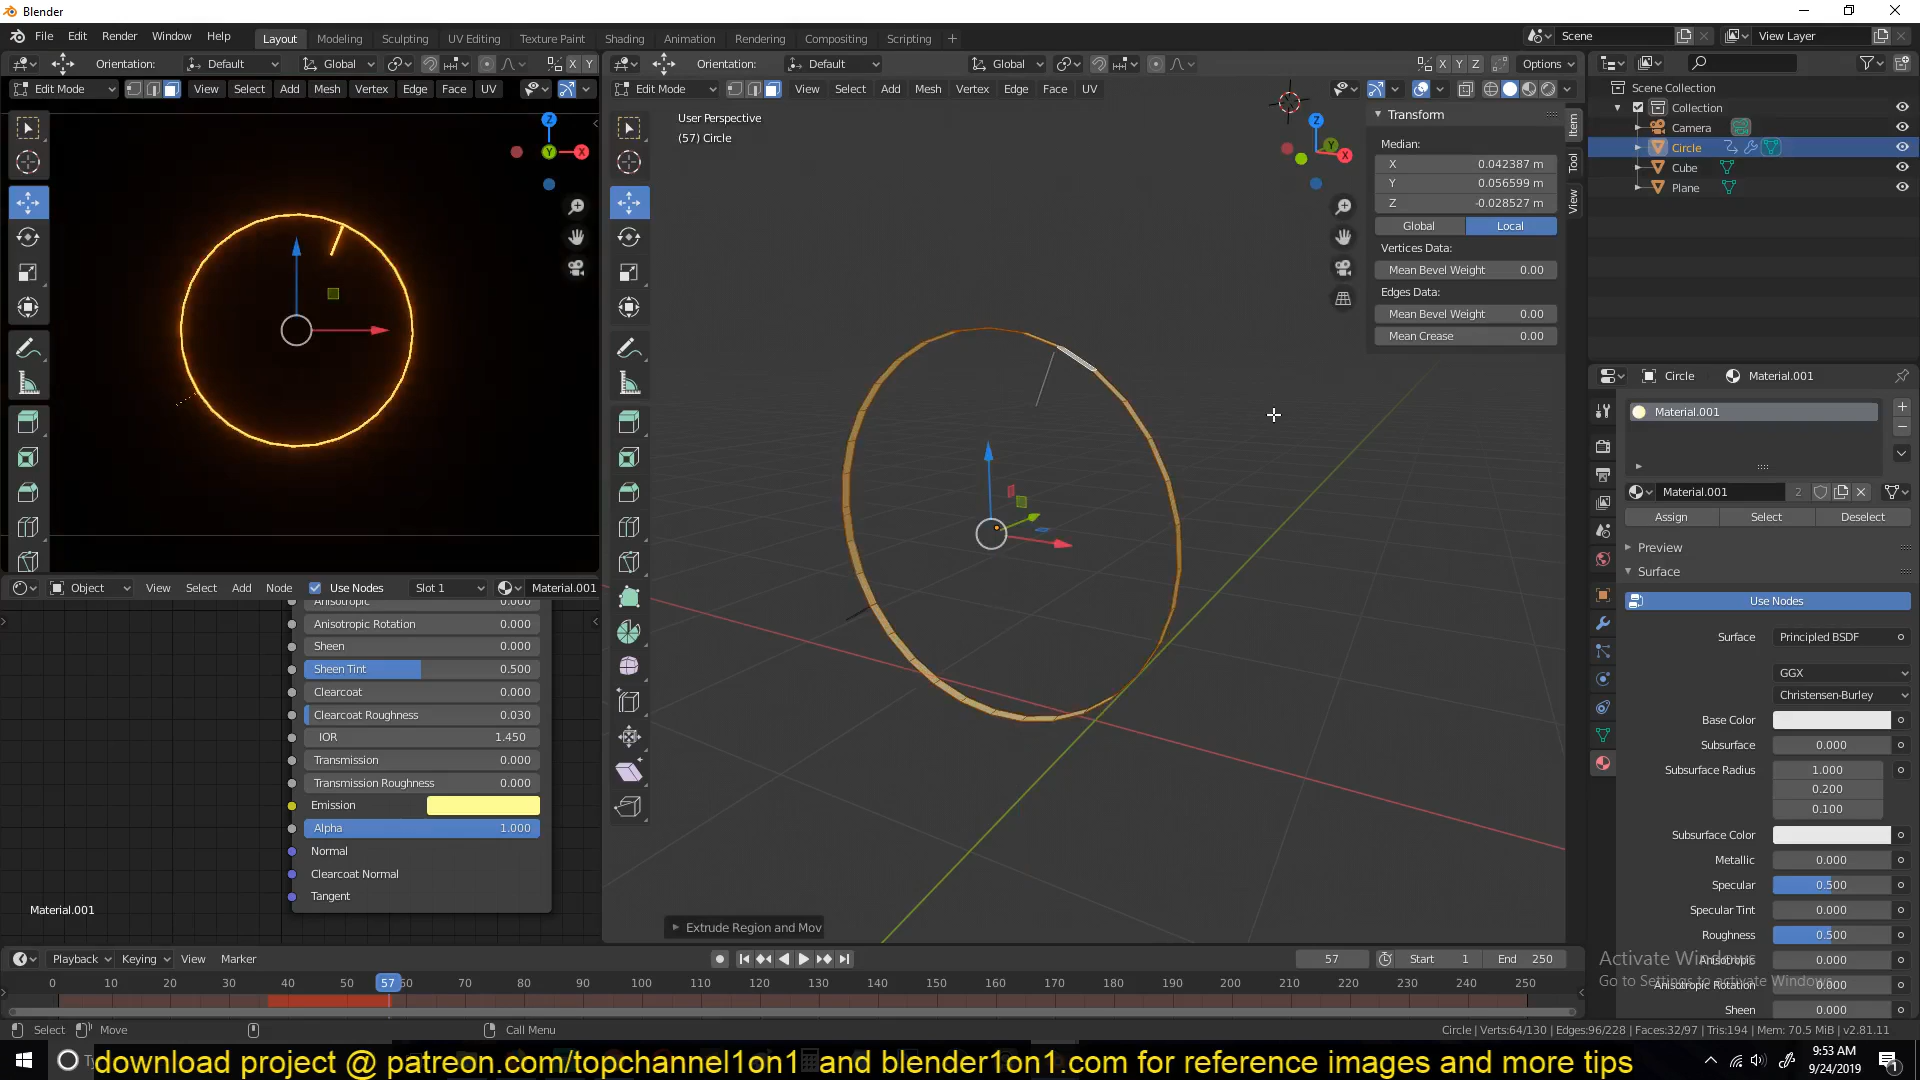 Blender
File Edit Render Window Help
Layout Modeling Sculpting UV Editing Texture Paint Shading Animation Rendering Compositing Scripting
Scene
View Layer
Orientation: Default Global X Y
Orientation: Default Global X Y Z Options
Edit Mode View Select Add Mesh Vertex Edge Face UV
Edit Mode View Select Add Mesh Vertex Edge Face UV
User Perspective
(57) Circle
Z
Y
X
Z
Y
X
Transform
Median:
X 0.042387 m
Y 0.056599 m
Z -0.028527 m
Global Local
Vertices Data:
Mean Bevel Weight 0.00
Edges Data:
Mean Bevel Weight 0.00
Mean Crease 0.00
Item
Tool
View
Scene Collection
Collection
Camera
Circle
Cube
Plane
Circle Material.001
Material.001
Material.001 2
Assign Select Deselect
Preview
Surface
Use Nodes
Surface Principled BSDF
GGX
Christensen-Burley
Base Color
Subsurface 0.000
Subsurface Radius 1.000
0.200
0.100
Subsurface Color
Metallic 0.000
Specular 0.500
Specular Tint 0.000
Roughness 0.500
Anisotropic 0.000
Anisotropic Rotation 0.000
Sheen 0.000
Activate Windows
Go to Settings to activate Windows.
Object View Select Add Node Use Nodes Slot 1 Material.001
Anisotropic 0.000
Anisotropic Rotation 0.000
Sheen 0.000
Sheen Tint 0.500
Clearcoat 0.000
Clearcoat Roughness 0.030
IOR 1.450
Transmission 0.000
Transmission Roughness 0.000
Emission
Alpha 1.000
Normal
Clearcoat Normal
Tangent
Material.001
Extrude Region and Mov
Playback Keying View Marker 57 Start 1 End 250
0 10 20 30 40 50 57 60 70 80 90 100 110 120 130 140 150 160 170 180 190 200 210 220 230 240 250
Select Move Call Menu
Circle | Verts:64/130 | Edges:96/228 | Faces:32/97 | Tris:194 | Mem: 70.5 MiB | v2.81.11
download project @ patreon.com/topchannel1on1 and blender1on1.com for reference images and more tips
9:53 AM
9/24/2019
1